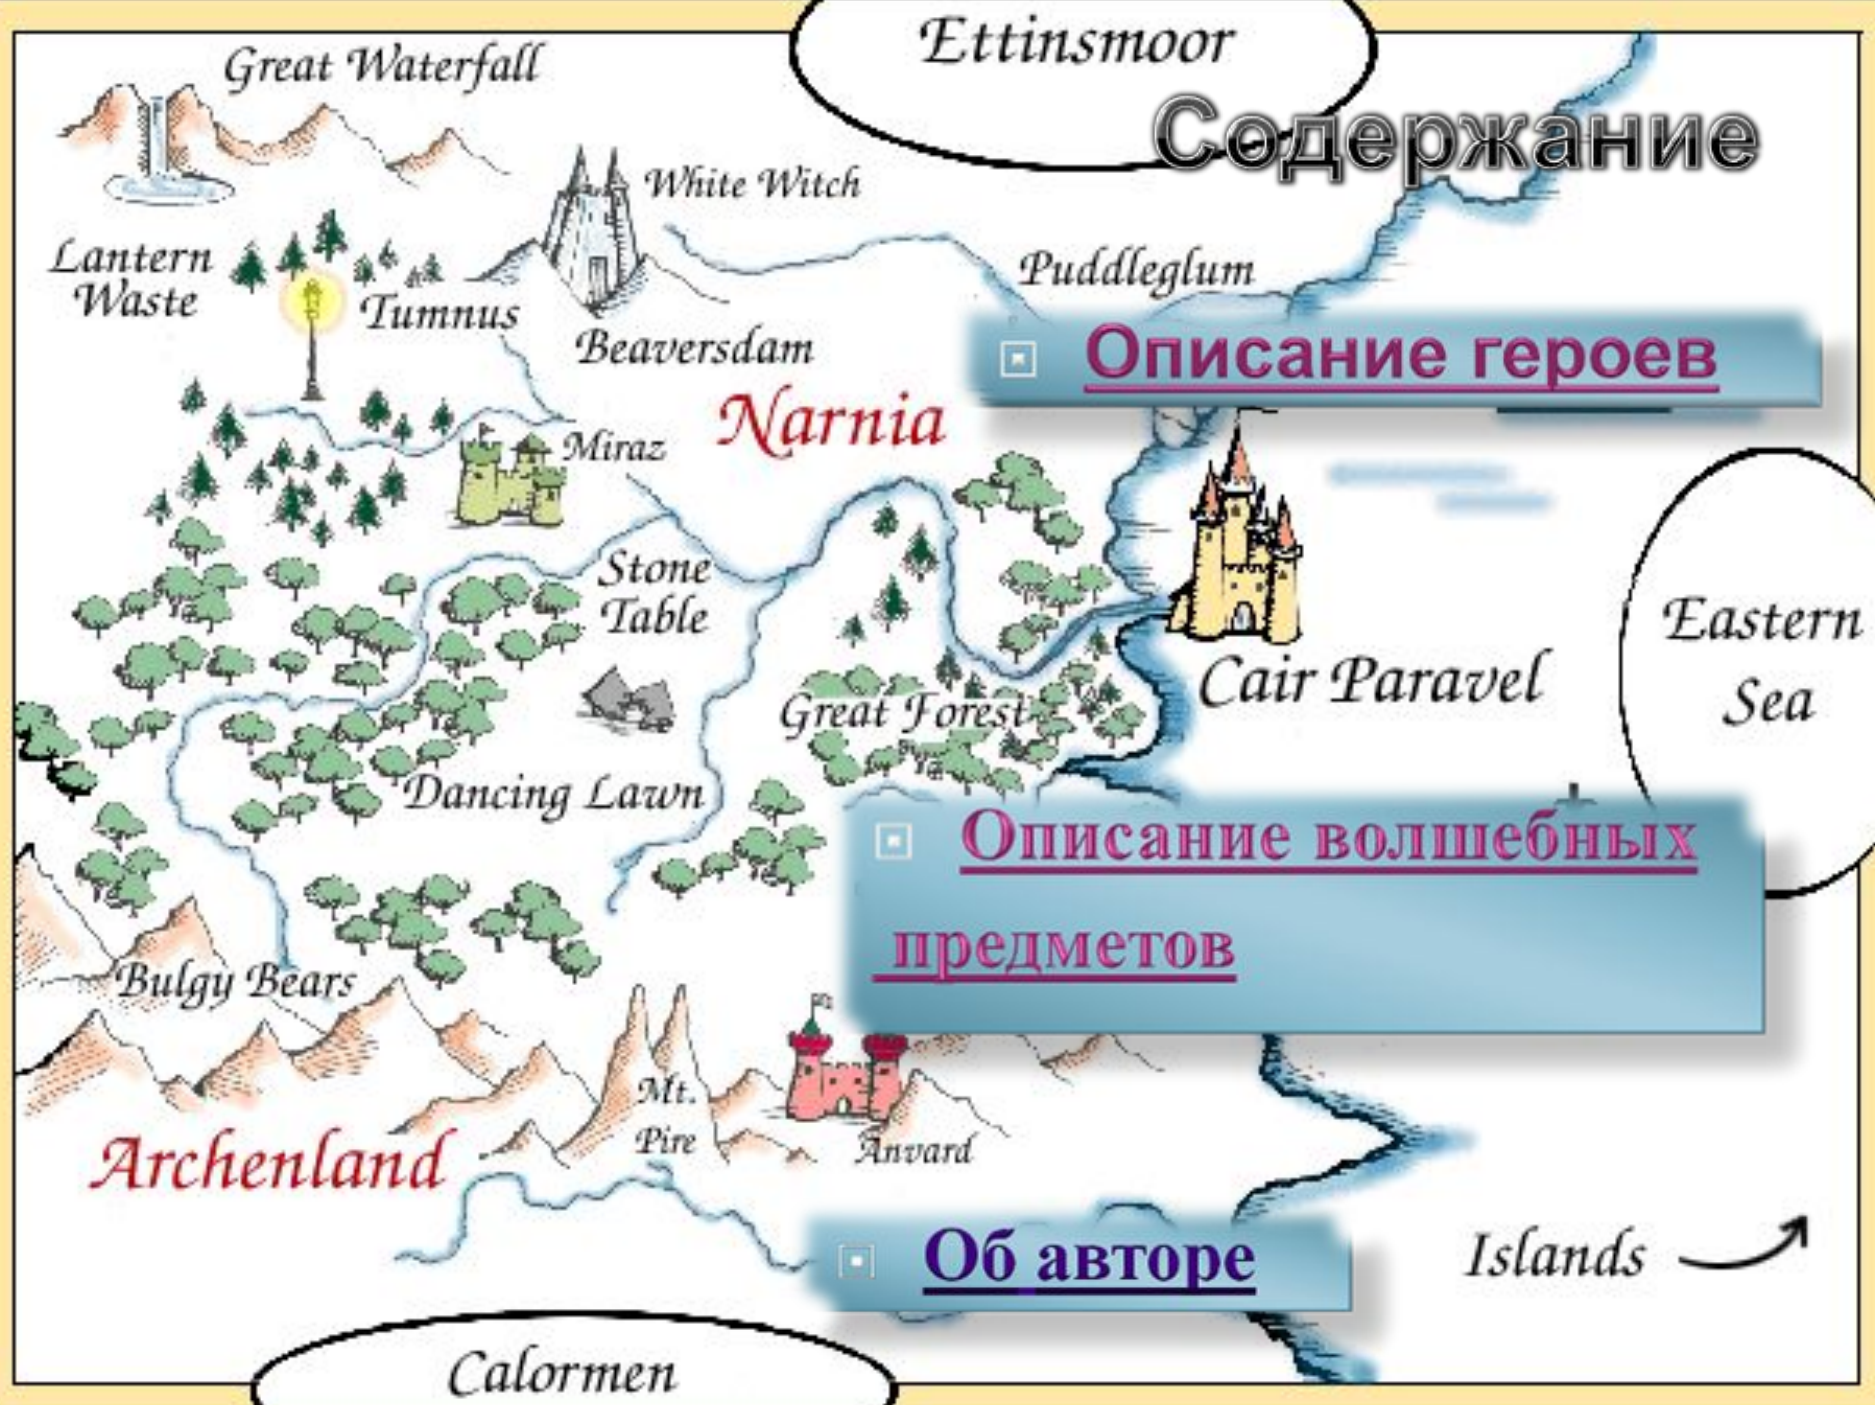 Ettinsmoor
Great Waterfall
Содержание
White Witch
Lantern
Waste
Puddleglum
Tumnus
Beaversdam
Описание героев
Narnia
Miraz
Stone
Table
Eastern
Sea
Cair Paravel
Great Forest
Dancing Lawn
Описание волшебных
предметов
Bulgy Bears
Mt.
Pire
Anvard
Archenland
Об авторе
Islands
Calormen